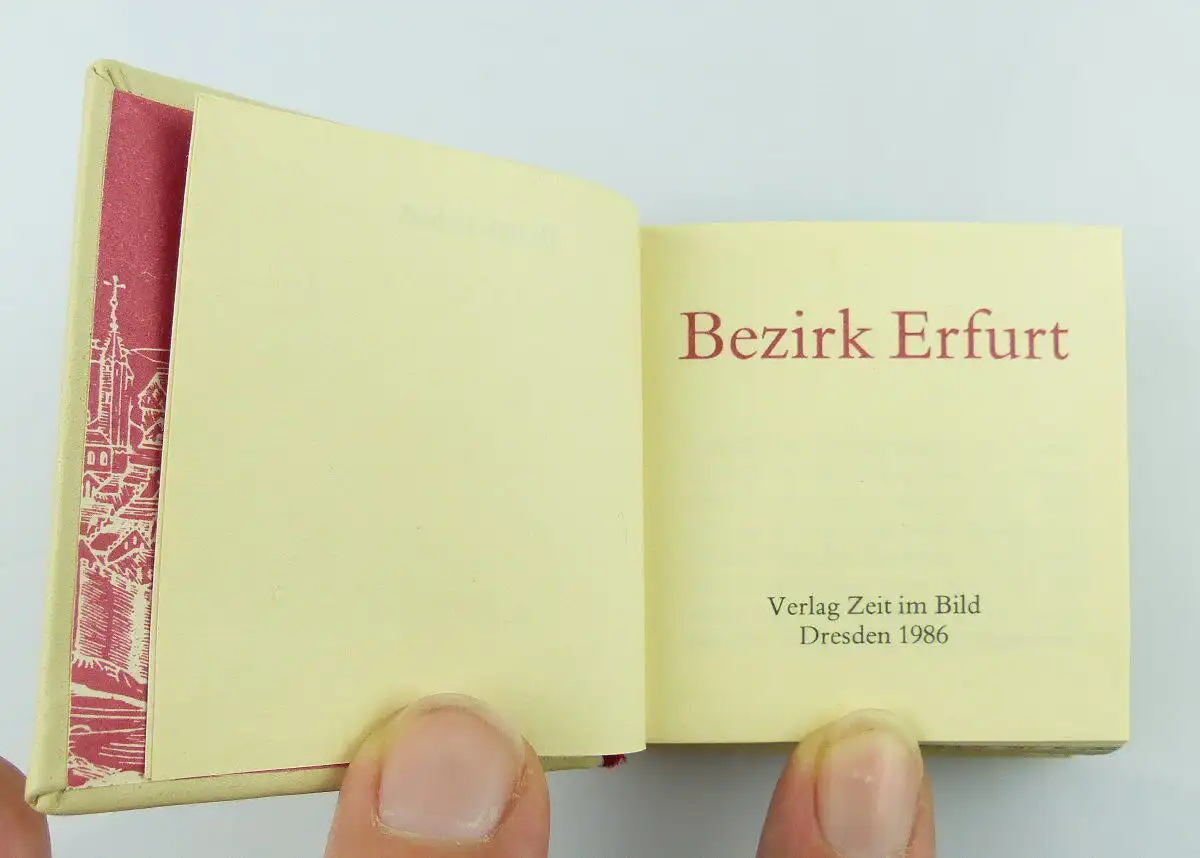 Bezirk Erfurt
Verlag Zeit im Bild
Dresden 1986